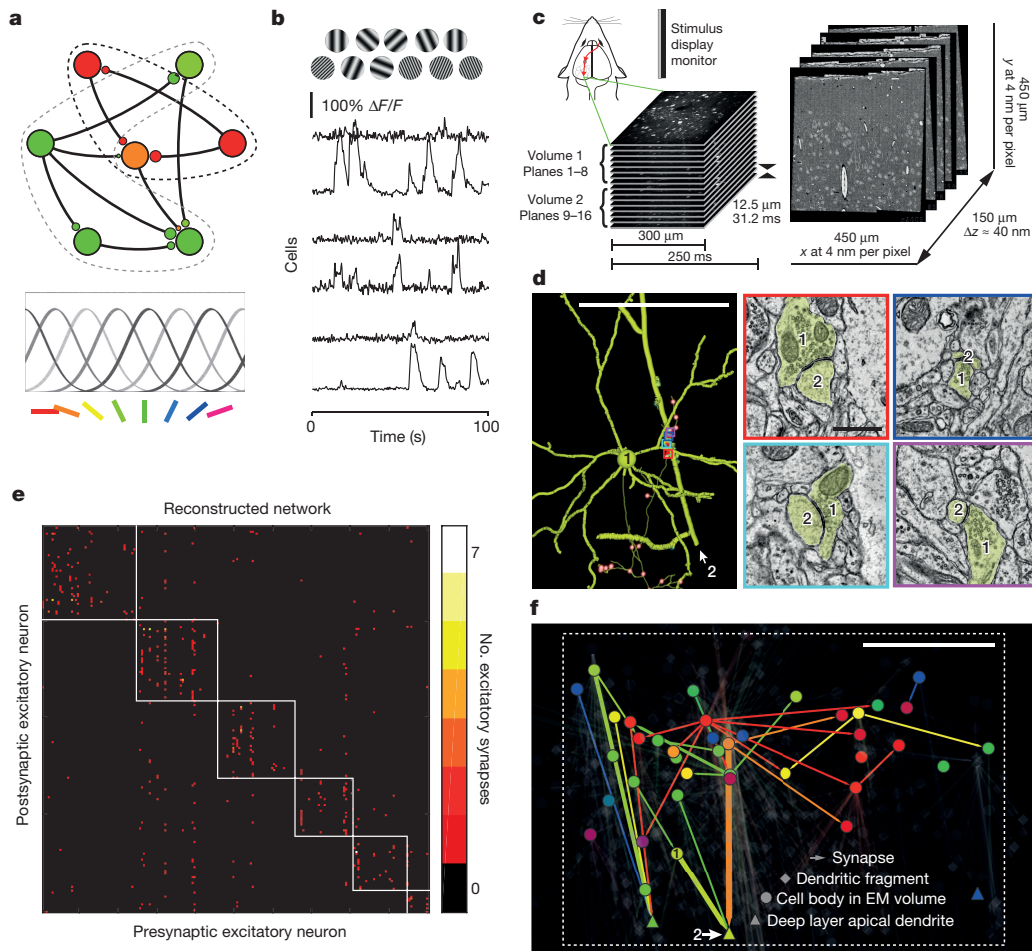 a
b
100% ΔF/F
Cells
0
100
Time (s)
c
Stimulus
display
monitor
Volume 1
Planes 1–8
Volume 2
Planes 9–16
12.5 μm
31.2 ms
300 μm
250 ms
450 μm
y at 4 nm per pixel
150 μm
Δz ≈ 40 nm
450 μm
x at 4 nm per pixel
d
1
2
1
2
2
1
2
1
2
1
e
Reconstructed network
Postsynaptic excitatory neuron
Presynaptic excitatory neuron
7
0
No. excitatory synapses
f
1
2
Synapse
Dendritic fragment
Cell body in EM volume
Deep layer apical dendrite